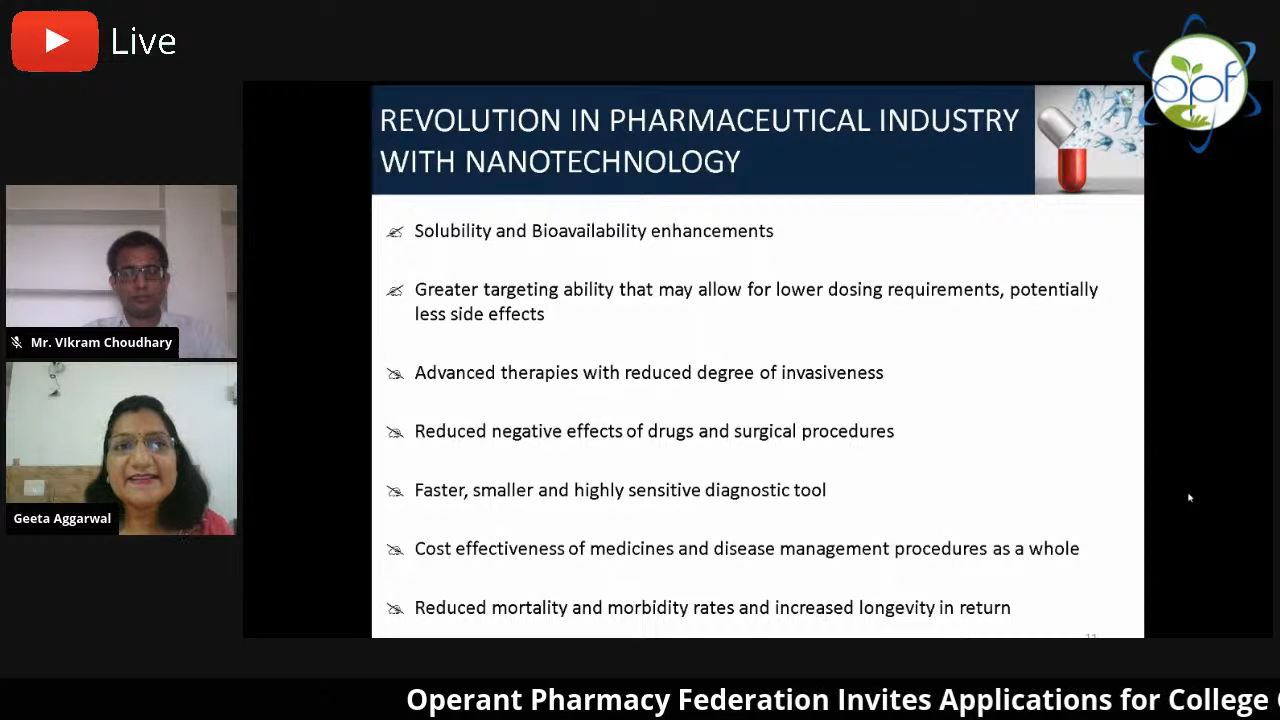 Live
opf
REVOLUTION IN PHARMACEUTICAL INDUSTRY
WITH NANOTECHNOLOGY
Solubility and Bioavailability enhancements
Greater targeting ability that may allow for lower dosing requirements, potentially
less side effects
Advanced therapies with reduced degree of invasiveness
Reduced negative effects of drugs and surgical procedures
Faster, smaller and highly sensitive diagnostic tool
Cost effectiveness of medicines and disease management procedures as a whole
Reduced mortality and morbidity rates and increased longevity in return
11
Mr. VIkram Choudhary
Geeta Aggarwal
Operant Pharmacy Federation Invites Applications for College